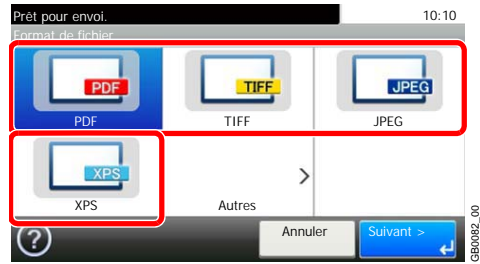 Prêt pour envoi.
10:10
Format de fichier
PDF
TIFF
JPEG
PDF
TIFF
JPEG
XPS
XPS
Autres
>
?
Annuler
Suivant >
GB0082_00